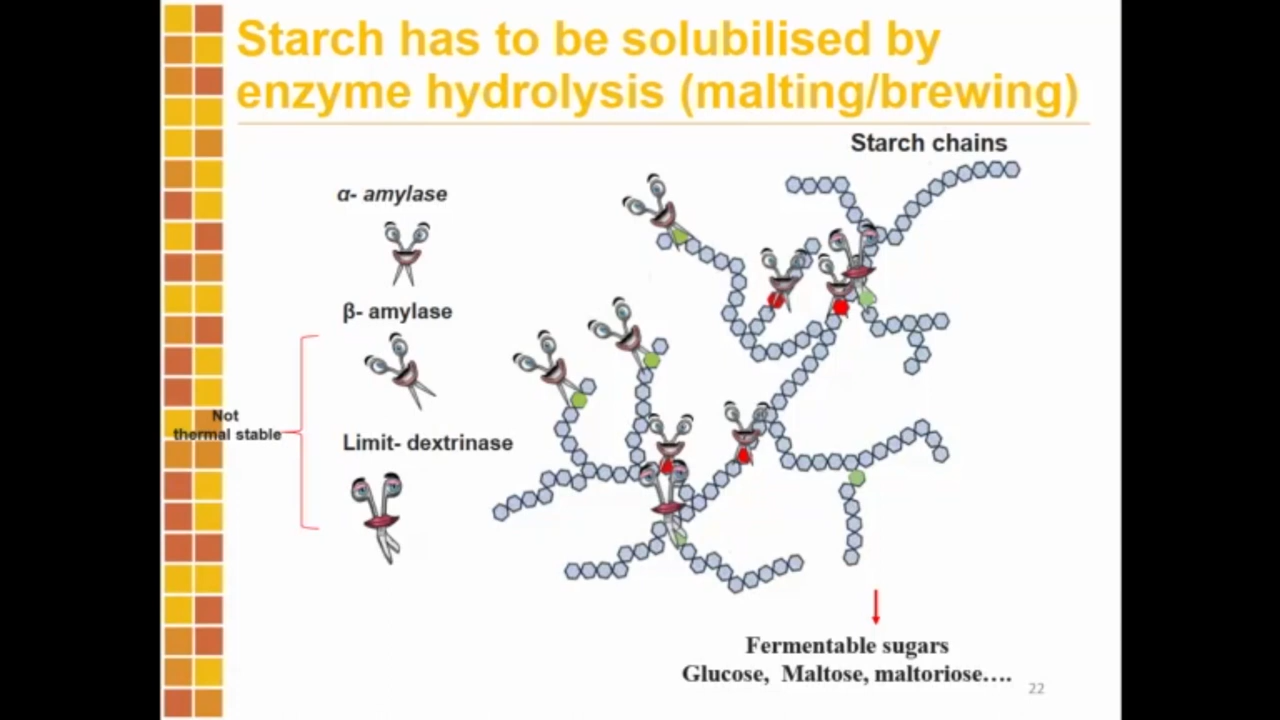 Starch has to be solubilised by
enzyme hydrolysis (malting/brewing)
Starch chains
α- amylase
β- amylase
Not
thermal stable
Limit- dextrinase
Fermentable sugars
Glucose, Maltose, maltoriose….
22